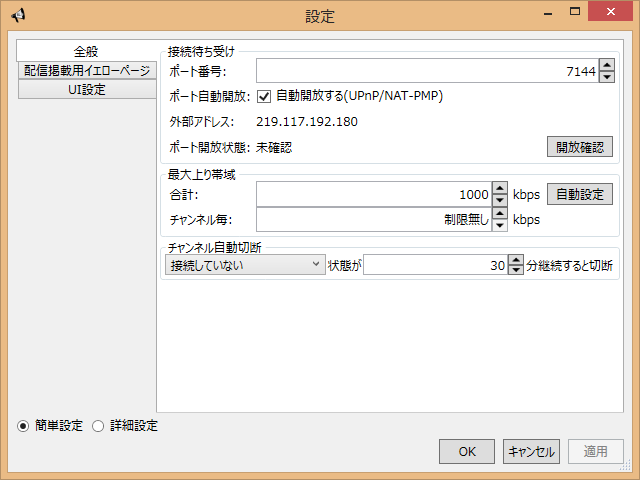 設定
全般
配信掲載用イエローページ
UI設定
接続待ち受け
ポート番号: 7144
ポート自動開放: 自動開放する(UPnP/NAT-PMP)
外部アドレス: 219.117.192.180
ポート開放状態: 未確認 開放確認
最大上り帯域
合計: 1000 kbps 自動設定
チャンネル毎: 制限無し kbps
チャンネル自動切断
接続していない 状態が 30 分継続すると切断
簡単設定 詳細設定
OK キャンセル 適用